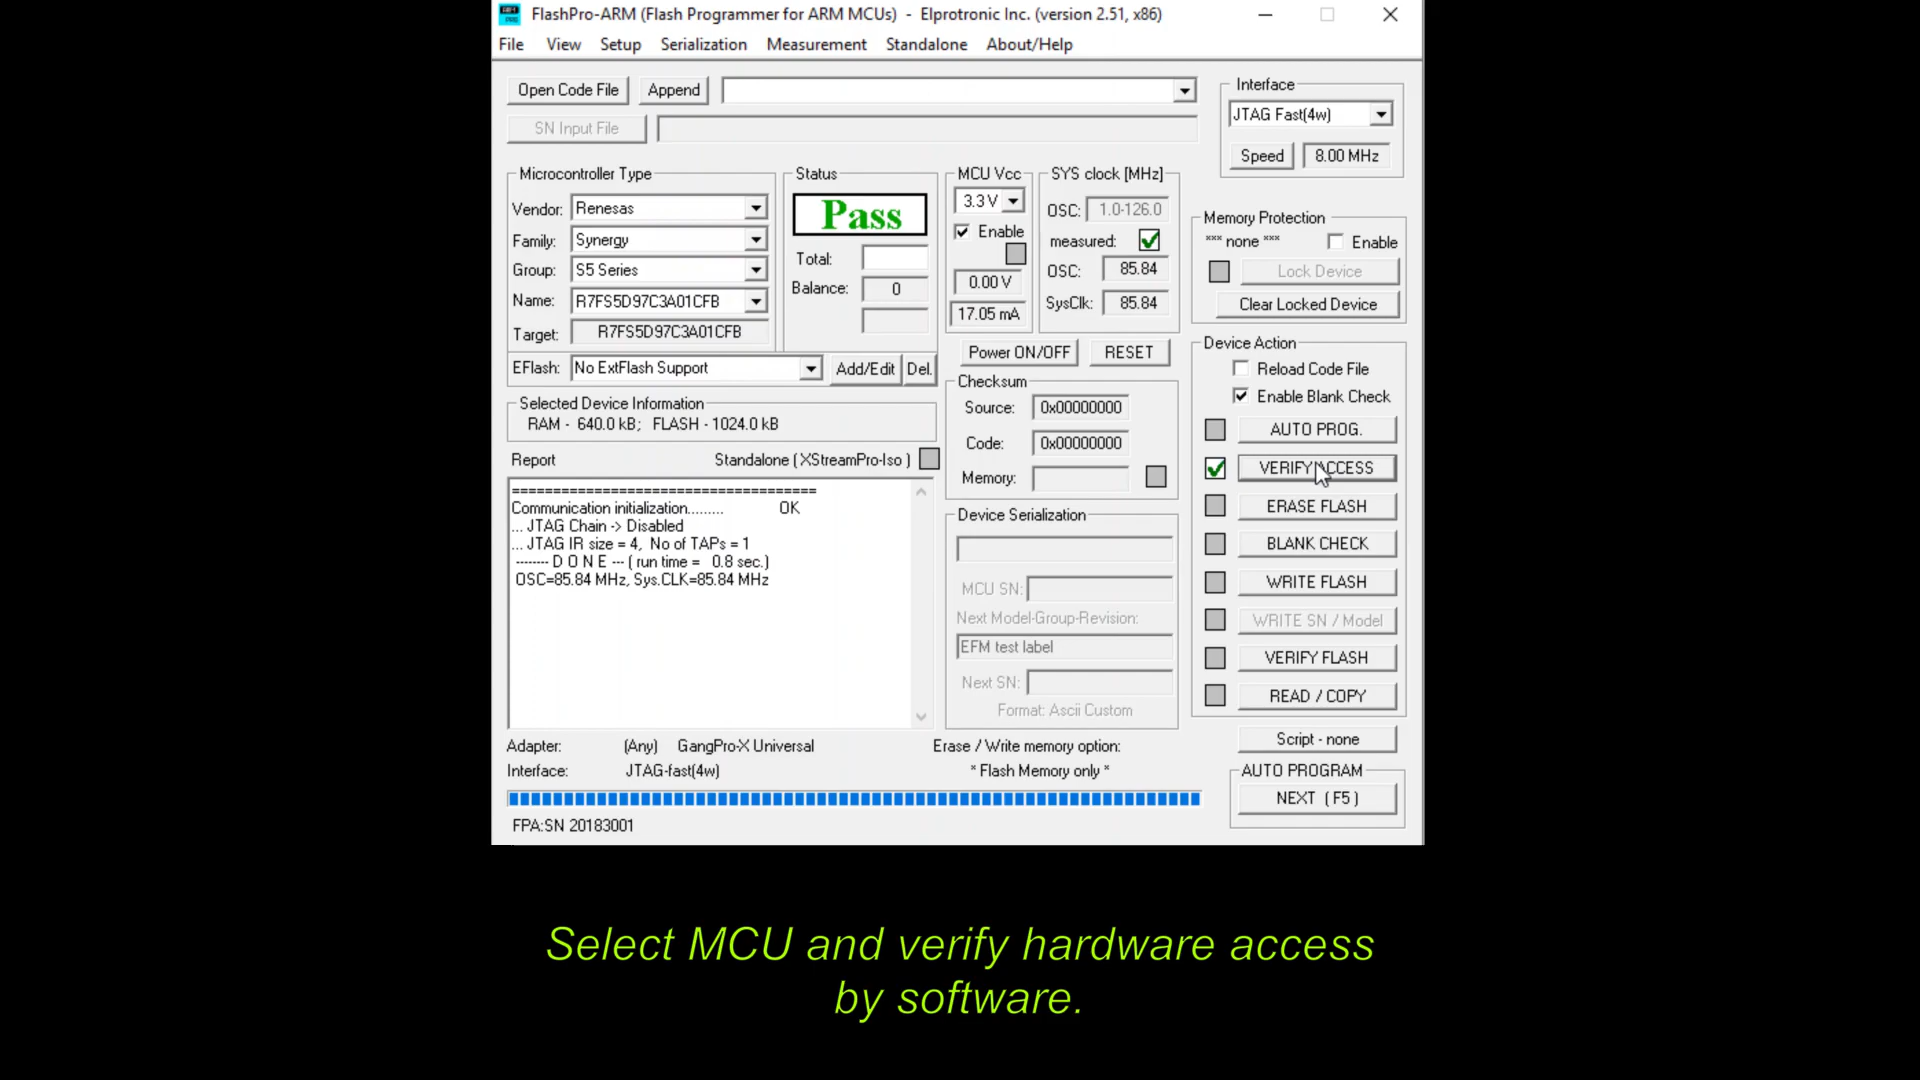 FlashPro-ARM (Flash Programmer for ARM MCUs) - Elprotronic Inc. (version 2.51, x86)
File View Setup Serialization Measurement Standalone About/Help
Open Code File Append
SN Input File
Interface
JTAG Fast(4w)
Speed 8.00 MHz
Microcontroller Type
Vendor: Renesas
Family: Synergy
Group: S5 Series
Name: R7FS5D97C3A01CFB
Target: R7FS5D97C3A01CFB
EFlash: No ExtFlash Support Add/Edit Del.
Status
Pass
Total:
Balance: 0
MCU Vcc
3.3 V
Enable
0.00 V
17.05 mA
SYS clock [MHz]
OSC: 1.0-126.0
measured:
OSC: 85.84
SysClk: 85.84
Power ON/OFF RESET
Memory Protection
*** none *** Enable
Lock Device
Clear Locked Device
Selected Device Information
RAM - 640.0 kB; FLASH - 1024.0 kB
Report Standalone ( XStreamPro-Iso )
=====================================
Communication initialization......... OK
... JTAG Chain -> Disabled
... JTAG IR size = 4, No of TAPs = 1
-------- D O N E --- ( run time = 0.8 sec.)
OSC=85.84 MHz, Sys.CLK=85.84 MHz
Checksum
Source: 0x00000000
Code: 0x00000000
Memory:
Device Serialization
MCU SN:
Next Model-Group-Revision:
EFM test label
Next SN:
Format: Ascii Custom
Device Action
Reload Code File
Enable Blank Check
AUTO PROG.
VERIFY ACCESS
ERASE FLASH
BLANK CHECK
WRITE FLASH
WRITE SN / Model
VERIFY FLASH
READ / COPY
Script - none
AUTO PROGRAM
NEXT ( F5 )
Adapter: (Any) GangPro-X Universal
Interface: JTAG-fast(4w)
Erase / Write memory option:
* Flash Memory only *
FPA:SN 20183001
Select MCU and verify hardware access
by software.